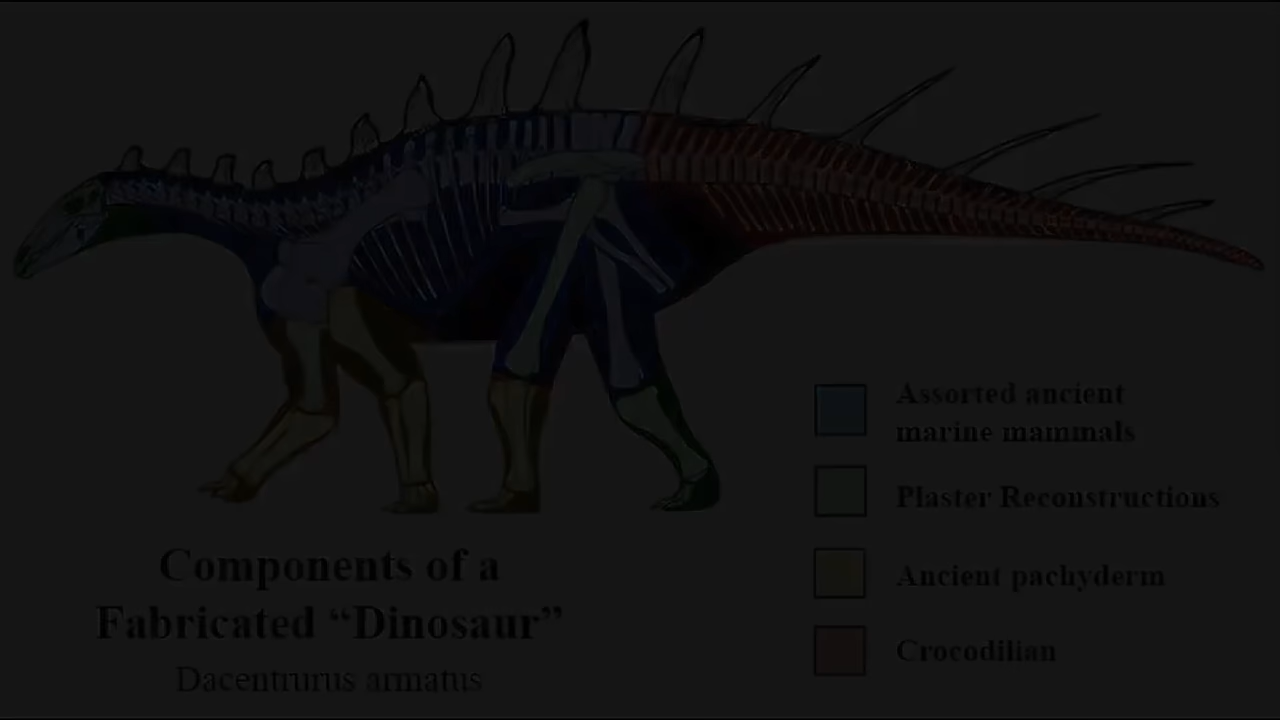 Assorted ancient
marine mammals
Plaster Reconstructions
Ancient pachyderm
Crocodilian
Components of a
Fabricated “Dinosaur”
Dacentrurus armatus